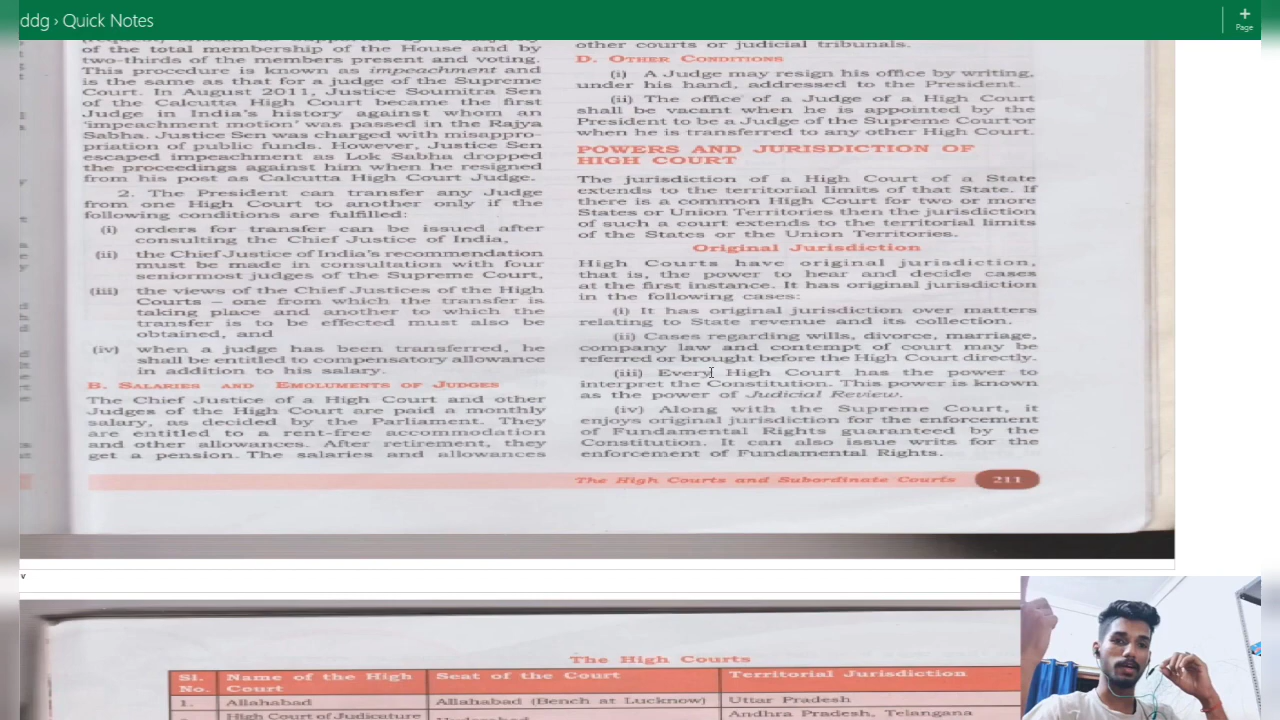 ddg › Quick Notes
Page
of the total membership of the House and by
two-thirds of the members present and voting.
This procedure is known as impeachment and
is the same as that for a judge of the Supreme
Court. In August 2011, Justice Soumitra Sen
of the Calcutta High Court became the first
Judge in India's history against whom an
'impeachment motion' was passed in the Rajya
Sabha. Justice Sen was charged with misappro-
priation of public funds. However, Justice Sen
escaped impeachment as Lok Sabha dropped
the proceedings against him when he resigned
from his post as Calcutta High Court Judge.
2. The President can transfer any Judge
from one High Court to another only if the
following conditions are fulfilled:
(i) orders for transfer can be issued after
consulting the Chief Justice of India,
(ii) the Chief Justice of India's recommendation
must be made in consultation with four
seniormost judges of the Supreme Court,
(iii) the views of the Chief Justices of the High
Courts – one from which the transfer is
taking place and another to which the
transfer is to be effected must also be
obtained, and
(iv) when a judge has been transferred, he
shall be entitled to compensatory allowance
in addition to his salary.
B. Salaries and Emoluments of Judges
The Chief Justice of a High Court and other
Judges of the High Court are paid a monthly
salary, as decided by the Parliament. They
are entitled to a rent-free accommodation
and other allowances. After retirement, they
get a pension. The salaries and allowances
other courts or judicial tribunals.
D. Other Conditions
(i) A Judge may resign his office by writing,
under his hand, addressed to the President.
(ii) The office of a Judge of a High Court
shall be vacant when he is appointed by the
President to be a Judge of the Supreme Court or
when he is transferred to any other High Court.
POWERS AND JURISDICTION OF
HIGH COURT
The jurisdiction of a High Court of a State
extends to the territorial limits of that State. If
there is a common High Court for two or more
States or Union Territories then the jurisdiction
of such a court extends to the territorial limits
of the States or the Union Territories.
Original Jurisdiction
High Courts have original jurisdiction,
that is, the power to hear and decide cases
at the first instance. It has original jurisdiction
in the following cases:
(i) It has original jurisdiction over matters
relating to State revenue and its collection.
(ii) Cases regarding wills, divorce, marriage,
company law and contempt of court may be
referred or brought before the High Court directly.
(iii) Every High Court has the power to
interpret the Constitution. This power is known
as the power of Judicial Review.
(iv) Along with the Supreme Court, it
enjoys original jurisdiction for the enforcement
of Fundamental Rights guaranteed by the
Constitution. It can also issue writs for the
enforcement of Fundamental Rights.
The High Courts and Subordinate Courts 211
The High Courts
Sl. No. Name of the High Court Seat of the Court Territorial Jurisdiction
1. Allahabad Allahabad (Bench at Lucknow) Uttar Pradesh
High Court of Judicature Andhra Pradesh, Telangana